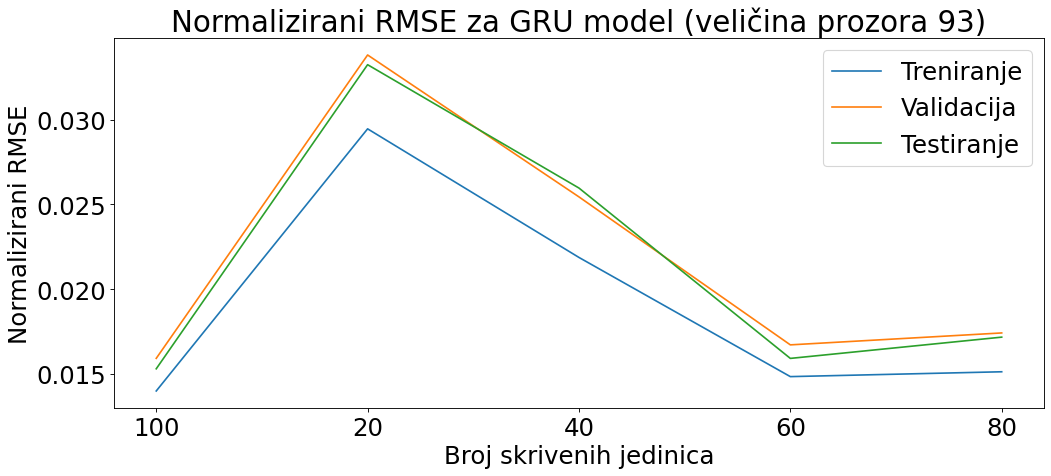 Normalizirani RMSE za GRU model (veličina prozora 93)
Normalizirani RMSE
0.030
0.025
0.020
0.015
Treniranje
Validacija
Testiranje
100 20 40 60 80
Broj skrivenih jedinica